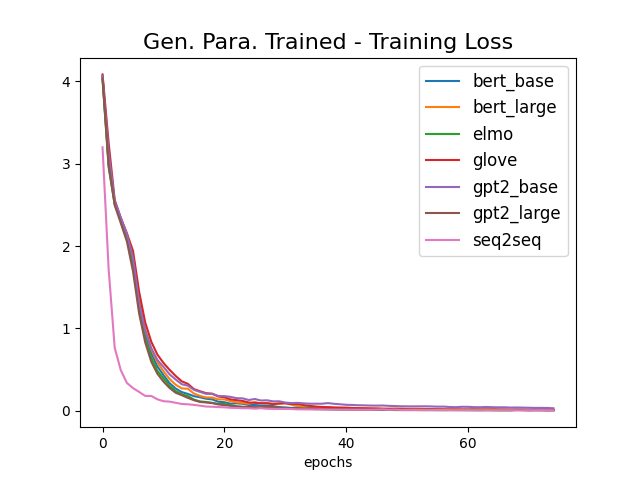 Gen. Para. Trained - Training Loss
bert_base
bert_large
elmo
glove
gpt2_base
gpt2_large
seq2seq
4
3
2
1
0
0 20 40 60
epochs